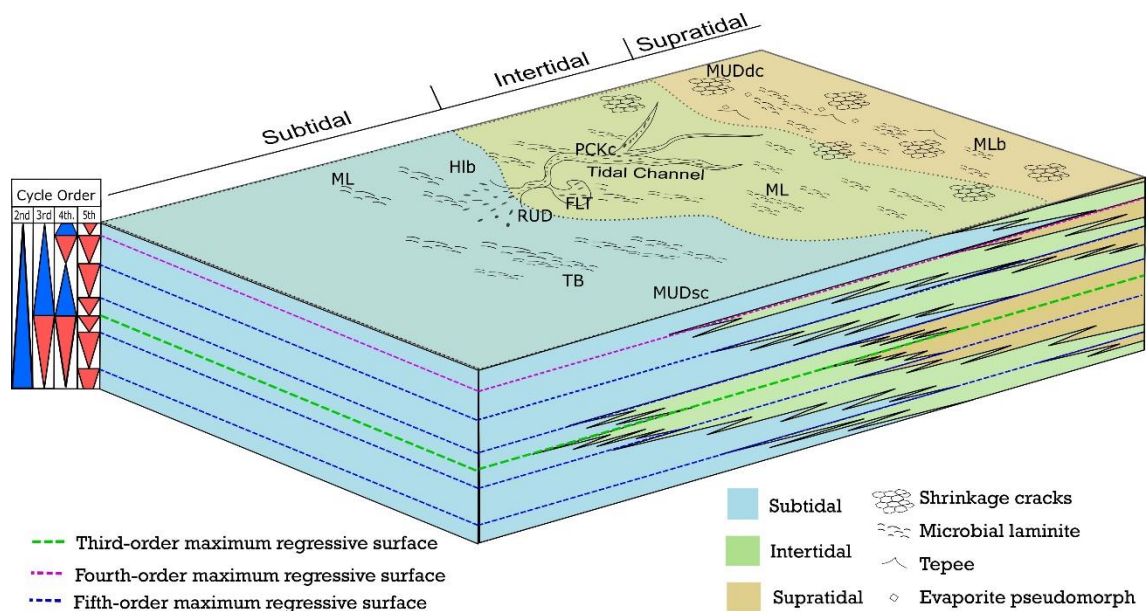 Subtidal
Intertidal
Supratidal
MUDdc
MLb
PCKc
Tidal Channel
Hlb
ML
ML
FLT
RUD
TB
MUDsc
Cycle Order
2nd 3rd 4th. 5th
Third-order maximum regressive surface
Fourth-order maximum regressive surface
Fifth-order maximum regressive surface
Subtidal
Intertidal
Supratidal
Shrinkage cracks
Microbial laminite
Tepee
Evaporite pseudomorph